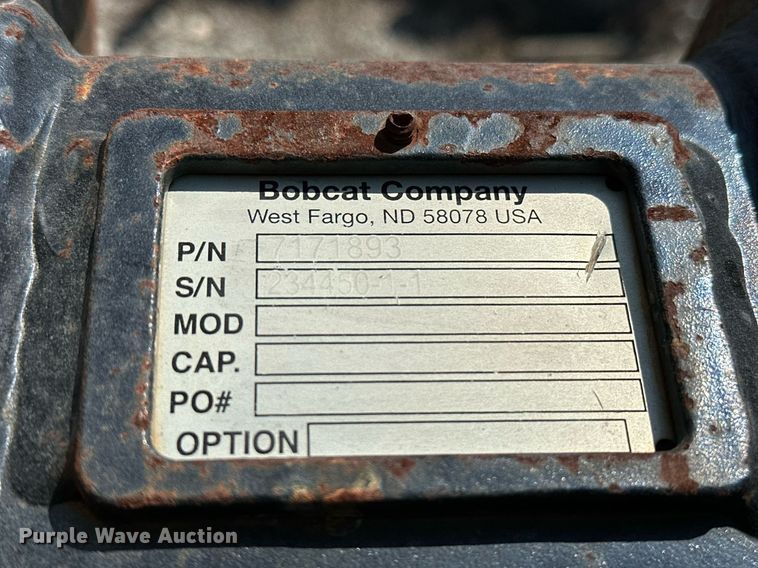 Bobcat Company
West Fargo, ND 58078 USA
P/N 7171893
S/N 234450-1-1
MOD
CAP.
PO#
OPTION
Purple Wave Auction